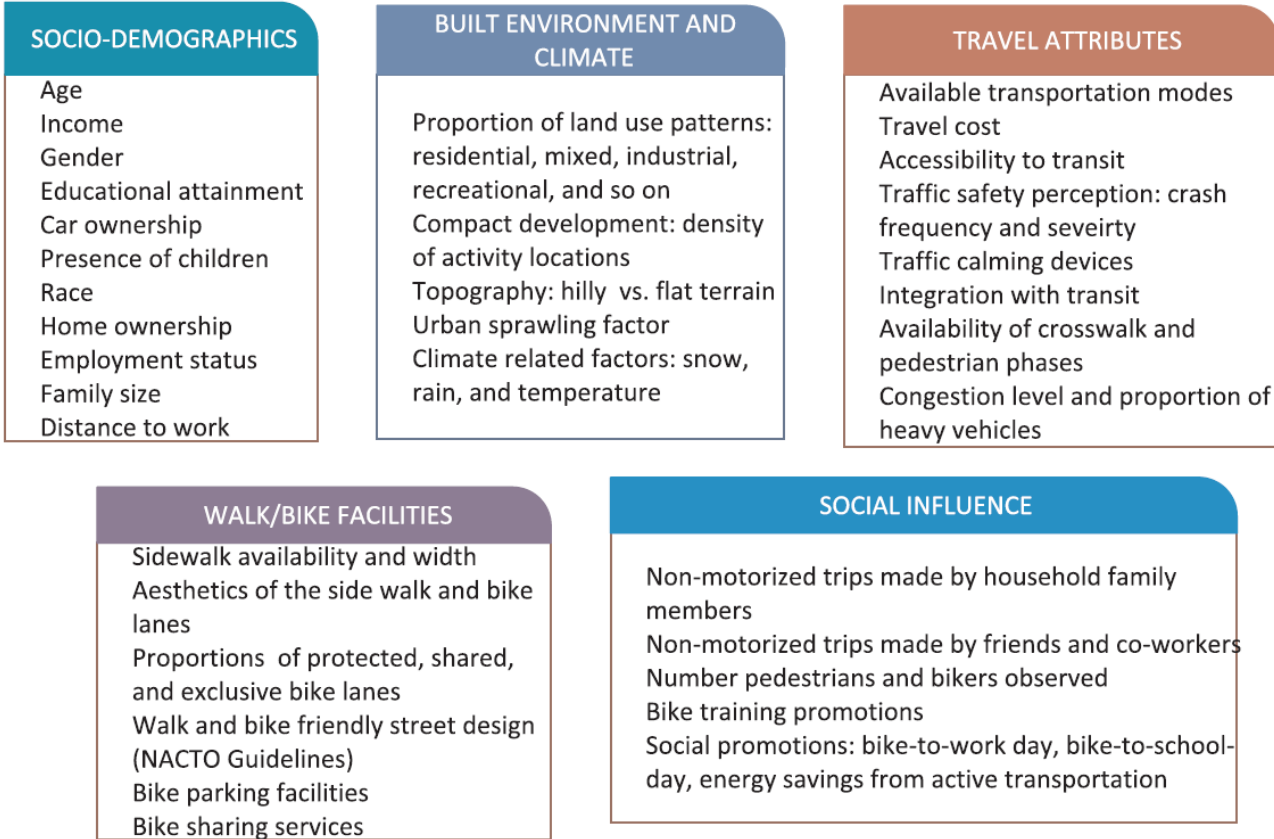 SOCIO-DEMOGRAPHICS
Age
Income
Gender
Educational attainment
Car ownership
Presence of children
Race
Home ownership
Employment status
Family size
Distance to work
BUILT ENVIRONMENT AND
CLIMATE
Proportion of land use patterns:
residential, mixed, industrial,
recreational, and so on
Compact development: density
of activity locations
Topography: hilly vs. flat terrain
Urban sprawling factor
Climate related factors: snow,
rain, and temperature
TRAVEL ATTRIBUTES
Available transportation modes
Travel cost
Accessibility to transit
Traffic safety perception: crash
frequency and seveirty
Traffic calming devices
Integration with transit
Availability of crosswalk and
pedestrian phases
Congestion level and proportion of
heavy vehicles
WALK/BIKE FACILITIES
Sidewalk availability and width
Aesthetics of the side walk and bike
lanes
Proportions of protected, shared,
and exclusive bike lanes
Walk and bike friendly street design
(NACTO Guidelines)
Bike parking facilities
Bike sharing services
SOCIAL INFLUENCE
Non-motorized trips made by household family
members
Non-motorized trips made by friends and co-workers
Number pedestrians and bikers observed
Bike training promotions
Social promotions: bike-to-work day, bike-to-school-
day, energy savings from active transportation